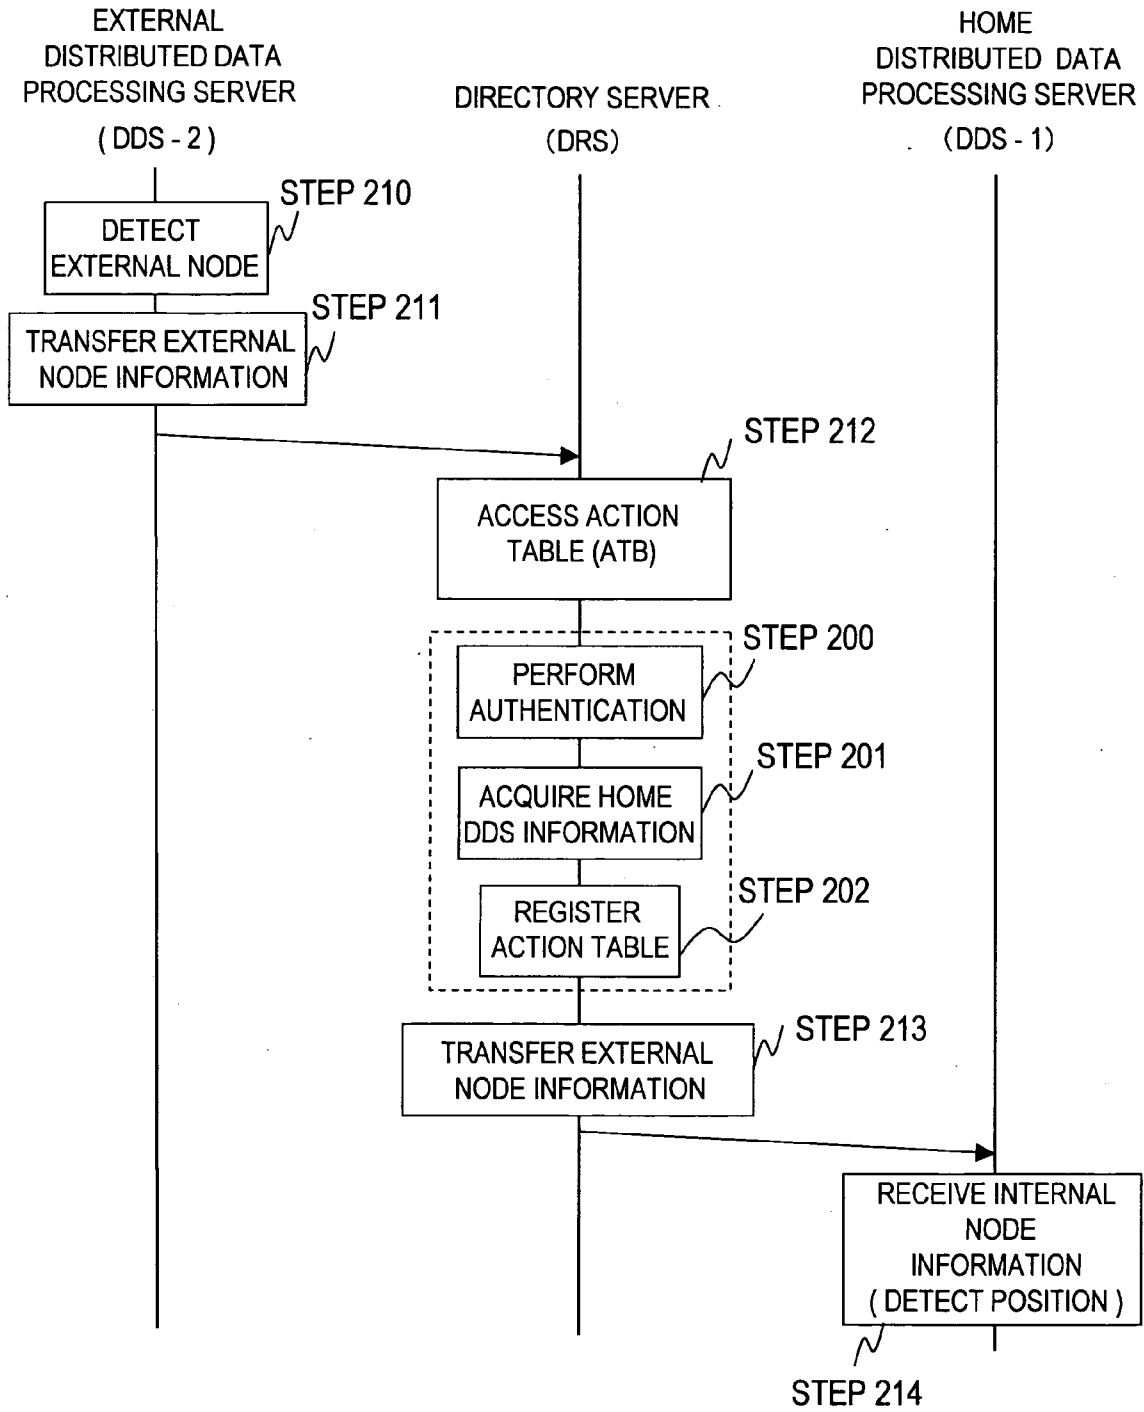 EXTERNAL
DISTRIBUTED DATA
PROCESSING SERVER
( DDS - 2 )
DIRECTORY SERVER
(DRS)
HOME
DISTRIBUTED DATA
PROCESSING SERVER
(DDS - 1)
STEP 210
DETECT
EXTERNAL NODE
STEP 211
TRANSFER EXTERNAL
NODE INFORMATION
STEP 212
ACCESS ACTION
TABLE (ATB)
STEP 200
PERFORM
AUTHENTICATION
STEP 201
ACQUIRE HOME
DDS INFORMATION
STEP 202
REGISTER
ACTION TABLE
STEP 213
TRANSFER EXTERNAL
NODE INFORMATION
RECEIVE INTERNAL
NODE
INFORMATION
( DETECT POSITION )
STEP 214